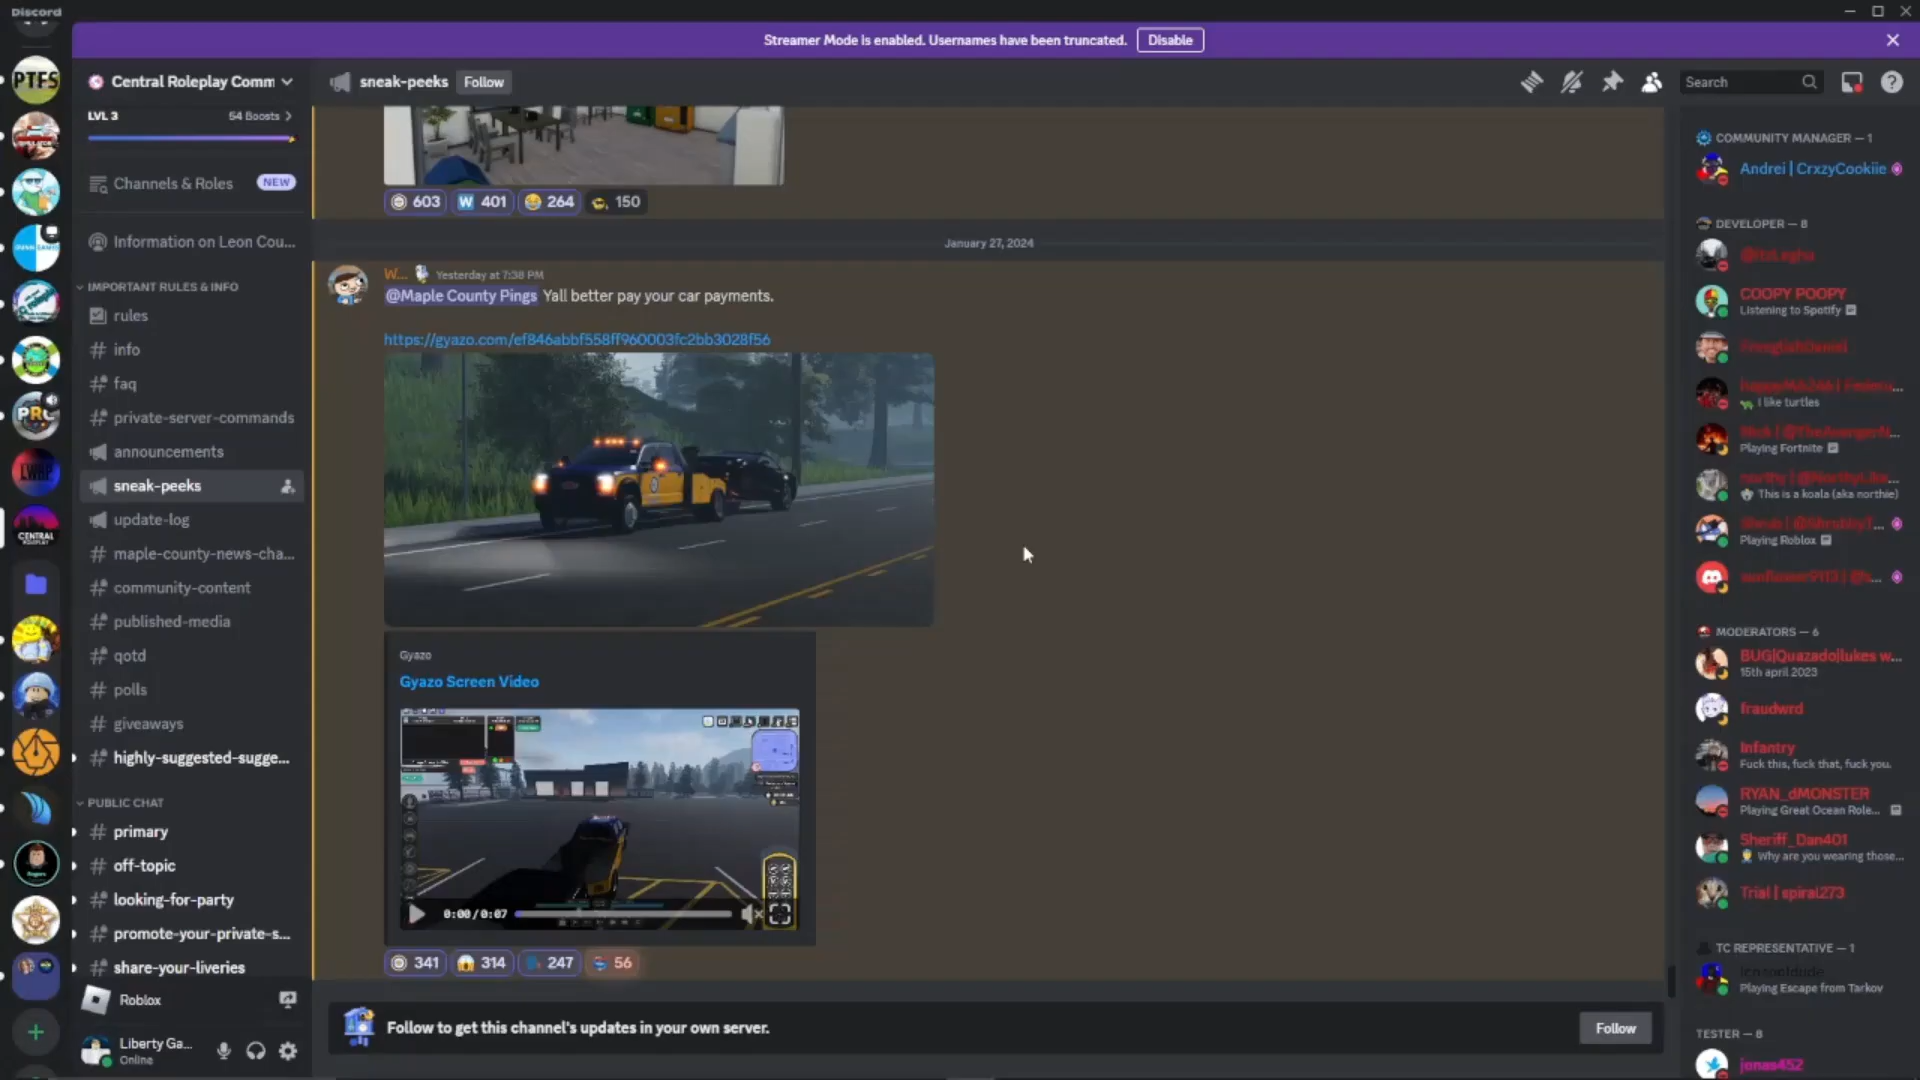 Discord
Streamer Mode is enabled. Usernames have been truncated.
Disable
PTFS
Central Roleplay Comm
LVL 3
54 Boosts
Channels & Roles
NEW
Information on Leon Cou...
IMPORTANT RULES & INFO
rules
info
faq
private-server-commands
announcements
sneak-peeks
update-log
maple-county-news-cha...
community-content
published-media
qotd
polls
giveaways
highly-suggested-sugge...
PUBLIC CHAT
primary
off-topic
looking-for-party
promote-your-private-s...
share-your-liveries
Roblox
Liberty Ga...
Online
CENTRAL
sneak-peeks
Follow
Search
603
401
264
150
January 27, 2024
W...
Yesterday at 7:38 PM
@Maple County Pings Yall better pay your car payments.
https://gyazo.com/ef846abbf558ff960003fc2bb3028f56
Gyazo
Gyazo Screen Video
0:00 / 0:07
341
314
247
56
Follow to get this channel's updates in your own server.
Follow
COMMUNITY MANAGER — 1
Andrei | CrxzyCookiie
DEVELOPER — 8
COOPY POOPY
Listening to Spotify
I like turtles
Playing Fortnite
This is a koala (aka northie)
Playing Roblox
MODERATORS — 6
BUG|Quazado|lukes w...
15th april 2023
fraudwrd
Infantry
Fuck this, fuck that, fuck you.
RYAN_dMONSTER
Playing Great Ocean Role...
Sheriff_Dan401
Why are you wearing those...
Trial | spiral273
TC REPRESENTATIVE — 1
Playing Escape from Tarkov
TESTER — 8
jonas452